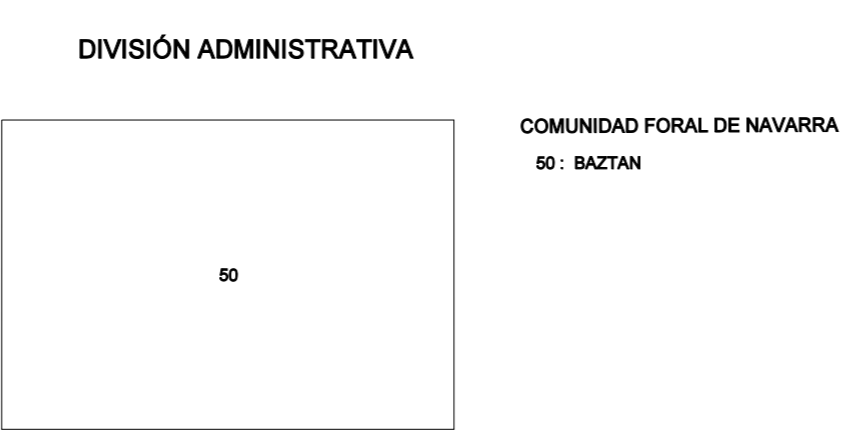 DIVISIÓN ADMINISTRATIVA
COMUNIDAD FORAL DE NAVARRA
50 : BAZTAN
50